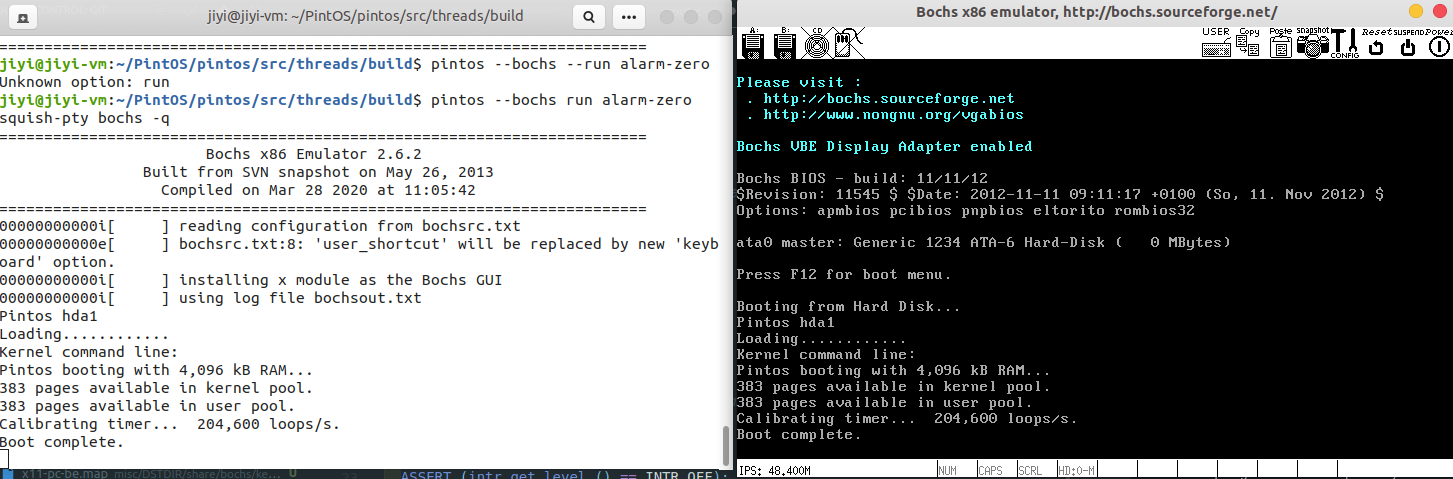 jiyi@jiyi-vm: ~/PintOS/pintos/src/threads/build
==========================================================================
jiyi@jiyi-vm:~/PintOS/pintos/src/threads/build$ pintos --bochs --run alarm-zero
Unknown option: run
jiyi@jiyi-vm:~/PintOS/pintos/src/threads/build$ pintos --bochs run alarm-zero
squish-pty bochs -q
========================================================================
Bochs x86 Emulator 2.6.2
Built from SVN snapshot on May 26, 2013
Compiled on Mar 28 2020 at 11:05:42
========================================================================
00000000000i[      ] reading configuration from bochsrc.txt
00000000000e[      ] bochsrc.txt:8: 'user_shortcut' will be replaced by new 'keyb
oard' option.
00000000000i[      ] installing x module as the Bochs GUI
00000000000i[      ] using log file bochsout.txt
Pintos hda1
Loading............
Kernel command line:
Pintos booting with 4,096 kB RAM...
383 pages available in kernel pool.
383 pages available in user pool.
Calibrating timer...  204,600 loops/s.
Boot complete.
x11-pc-be.map misc/DSTDIR/share/bochs/ke... U
ASSERT (intr_get_level () == INTR_OFF);
Bochs x86 emulator, http://bochs.sourceforge.net/
A: B: CD USER Copy Paste Snapshot CONFIG Reset SUSPEND Power
Please visit :
. http://bochs.sourceforge.net
. http://www.nongnu.org/vgabios
Bochs VBE Display Adapter enabled
Bochs BIOS - build: 11/11/12
$Revision: 11545 $ $Date: 2012-11-11 09:11:17 +0100 (So, 11. Nov 2012) $
Options: apmbios pcibios pnpbios eltorito rombios32
ata0 master: Generic 1234 ATA-6 Hard-Disk (   0 MBytes)
Press F12 for boot menu.
Booting from Hard Disk...
Pintos hda1
Loading............
Kernel command line:
Pintos booting with 4,096 kB RAM...
383 pages available in kernel pool.
383 pages available in user pool.
Calibrating timer...  204,600 loops/s.
Boot complete.
IPS: 48.400M NUM CAPS SCRL HD:0-M